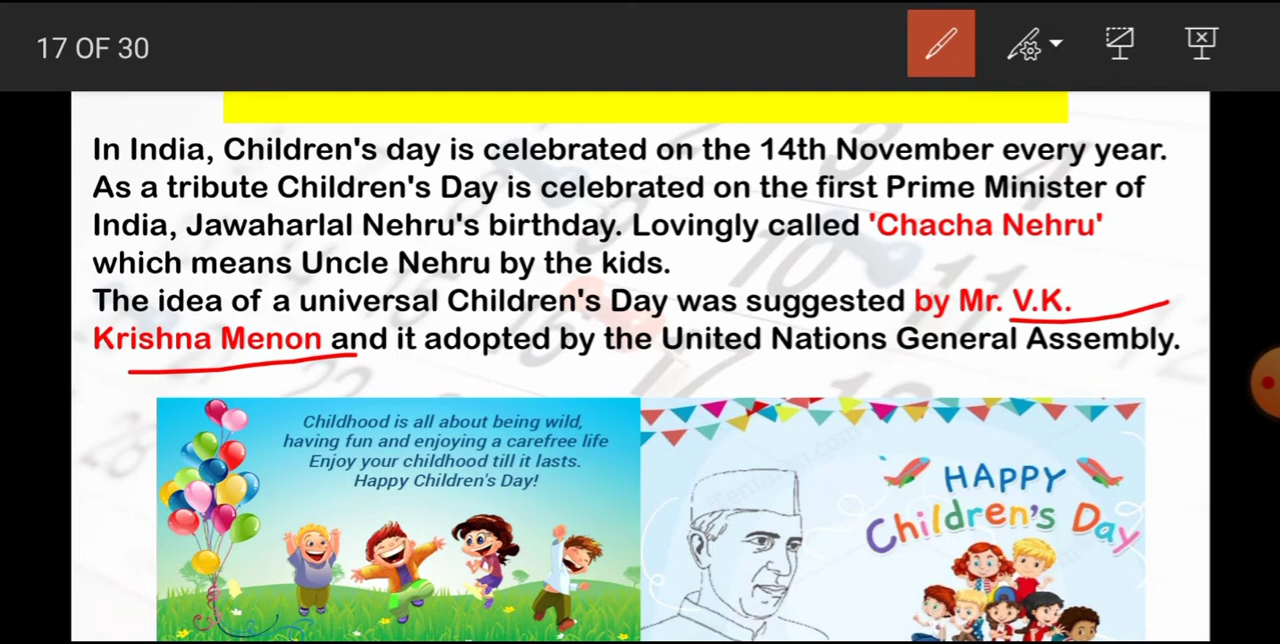 17 OF 30
In India, Children's day is celebrated on the 14th November every year.
As a tribute Children's Day is celebrated on the first Prime Minister of
India, Jawaharlal Nehru's birthday. Lovingly called 'Chacha Nehru'
which means Uncle Nehru by the kids.
The idea of a universal Children's Day was suggested by Mr. V.K.
Krishna Menon and it adopted by the United Nations General Assembly.
Childhood is all about being wild,
having fun and enjoying a carefree life
Enjoy your childhood till it lasts.
Happy Children's Day!
HAPPY
Children's Day